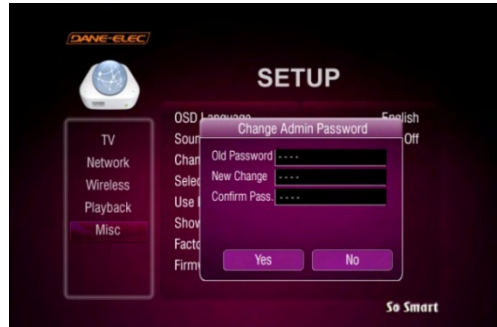 DANE-ELEC
SETUP
OSD Language English
Off
Change Admin Password
Old Password ----
New Change ----
Confirm Pass. ----
Yes No
TV
Network
Wireless
Playback
Misc
So Smart